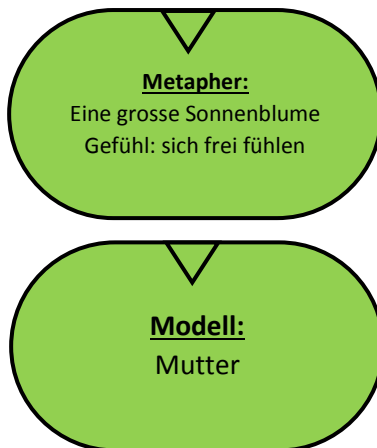 Metapher:
Eine grosse Sonnenblume
Gefühl: sich frei fühlen
Modell:
Mutter